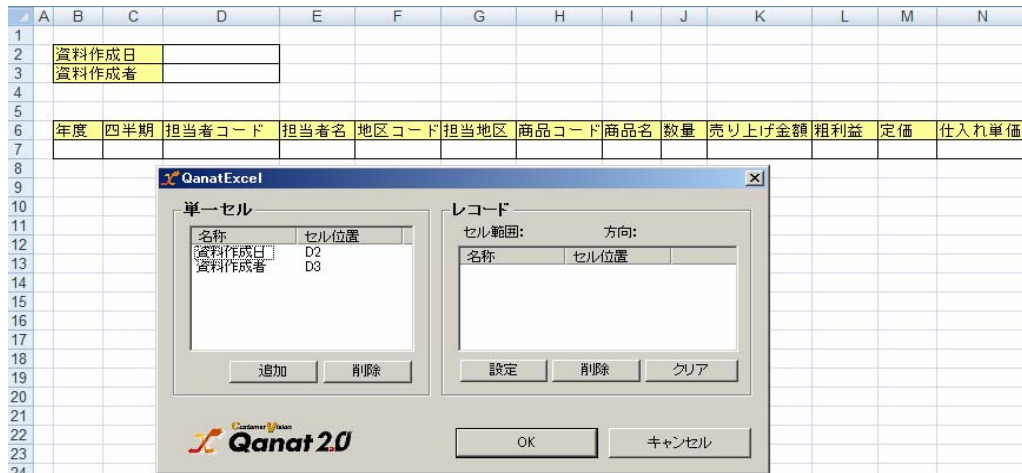 A B C D E F G H I J K L M N
1
2 資料作成日
3 資料作成者
4
5
6 年度 四半期 担当者コード 担当者名 地区コード 担当地区 商品コード 商品名 数量 売り上げ金額 粗利益 定価 仕入れ単価
7
8
9
10
11
12
13
14
15
16
17
18
19
20
21
22
23
24
QanatExcel
単一セル
名称 セル位置
資料作成日 D2
資料作成者 D3
追加 削除
レコード
セル範囲: 方向:
名称 セル位置
設定 削除 クリア
Customer Vision
Qanat 2.0
OK キャンセル